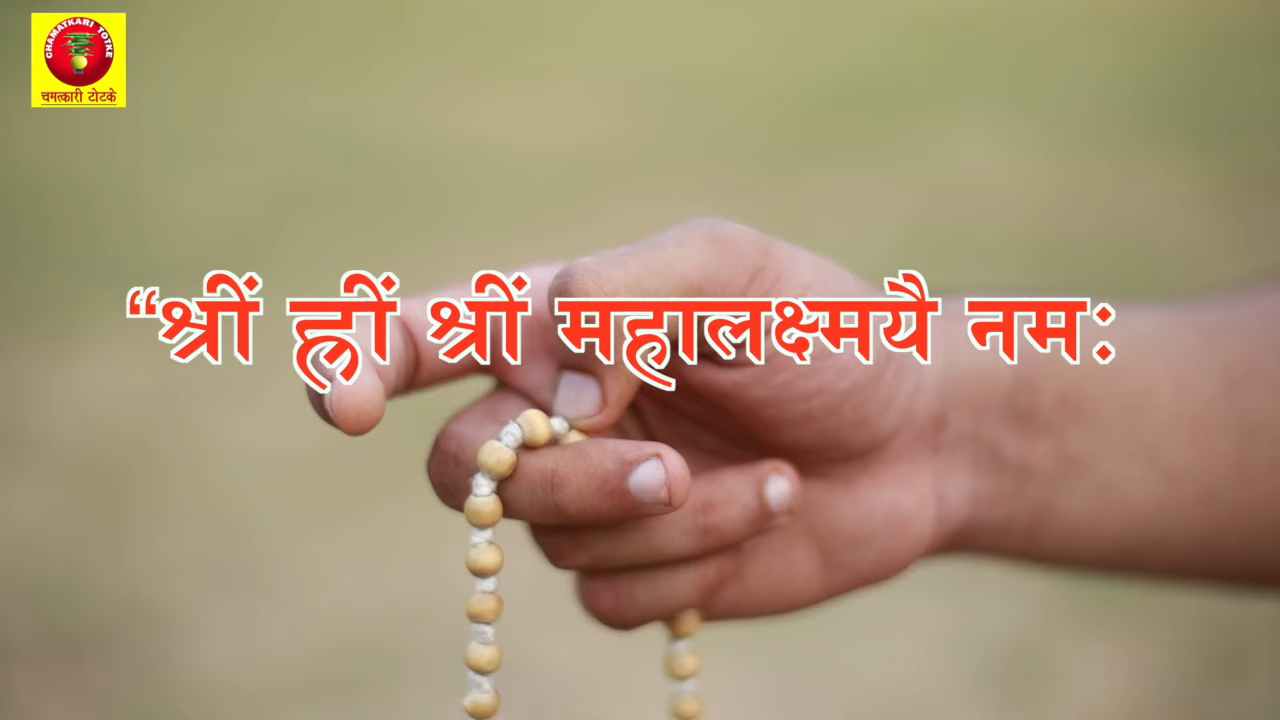 CHAMATKARI TOTKE
चमत्कारी टोटके
“श्रीं ह्रीं श्रीं महालक्ष्मयै नमः